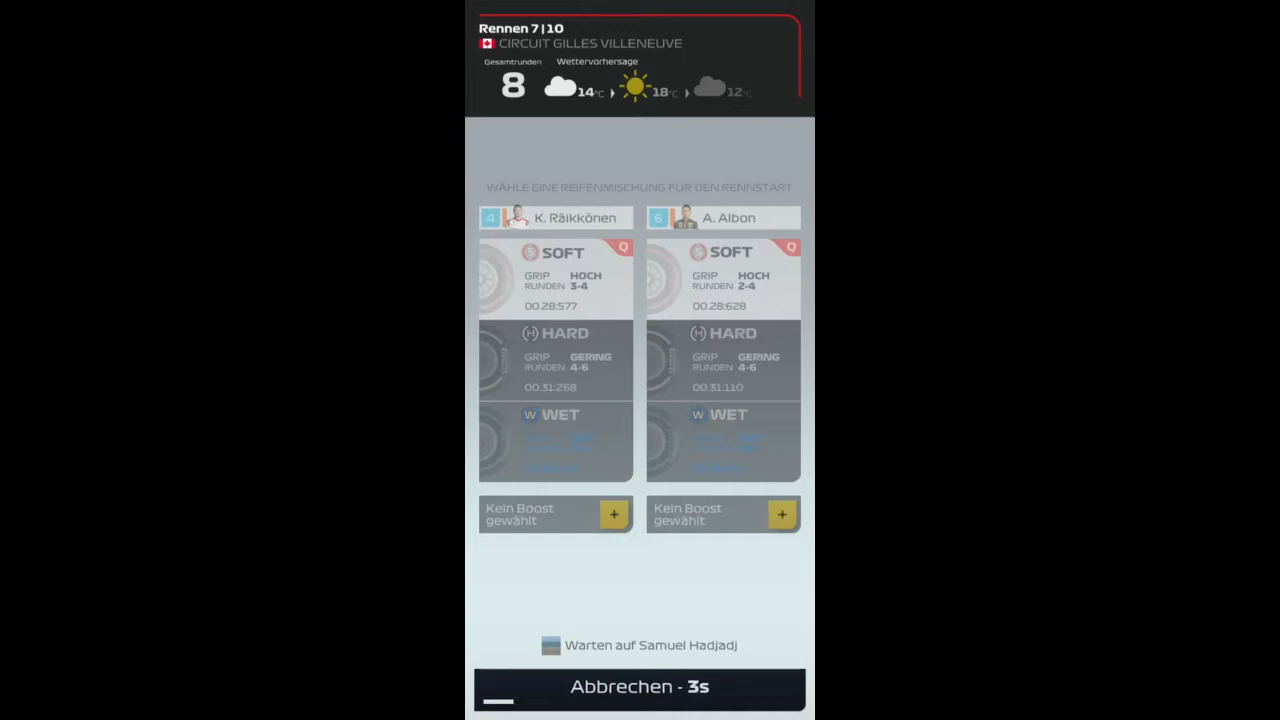 Rennen 7|10
CIRCUIT GILLES VILLENEUVE
Gesamtrunden Wettervorhersage
8 14°C 18°C 12°C
WÄHLE EINE REIFENMISCHUNG FÜR DEN RENNSTART
4 K. Räikkönen 6 A. Albon
S SOFT Q S SOFT Q
GRIP HOCH GRIP HOCH
RUNDEN 3-4 RUNDEN 2-4
00.28:577 00.28:628
H HARD H HARD
GRIP GERING GRIP GERING
RUNDEN 4-6 RUNDEN 4-6
00.31:268 00.31:110
W WET W WET
Kein Boost gewählt + Kein Boost gewählt +
Warten auf Samuel Hadjadj
Abbrechen - 3s